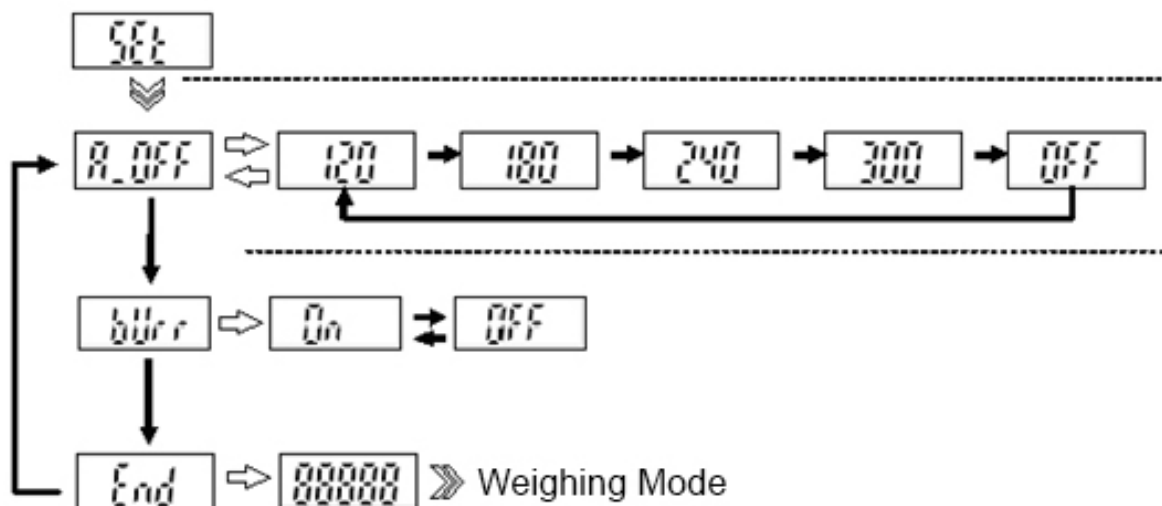 SEt
A_OFF 120 180 240 300 OFF
bUrr On OFF
End 88888 Weighing Mode